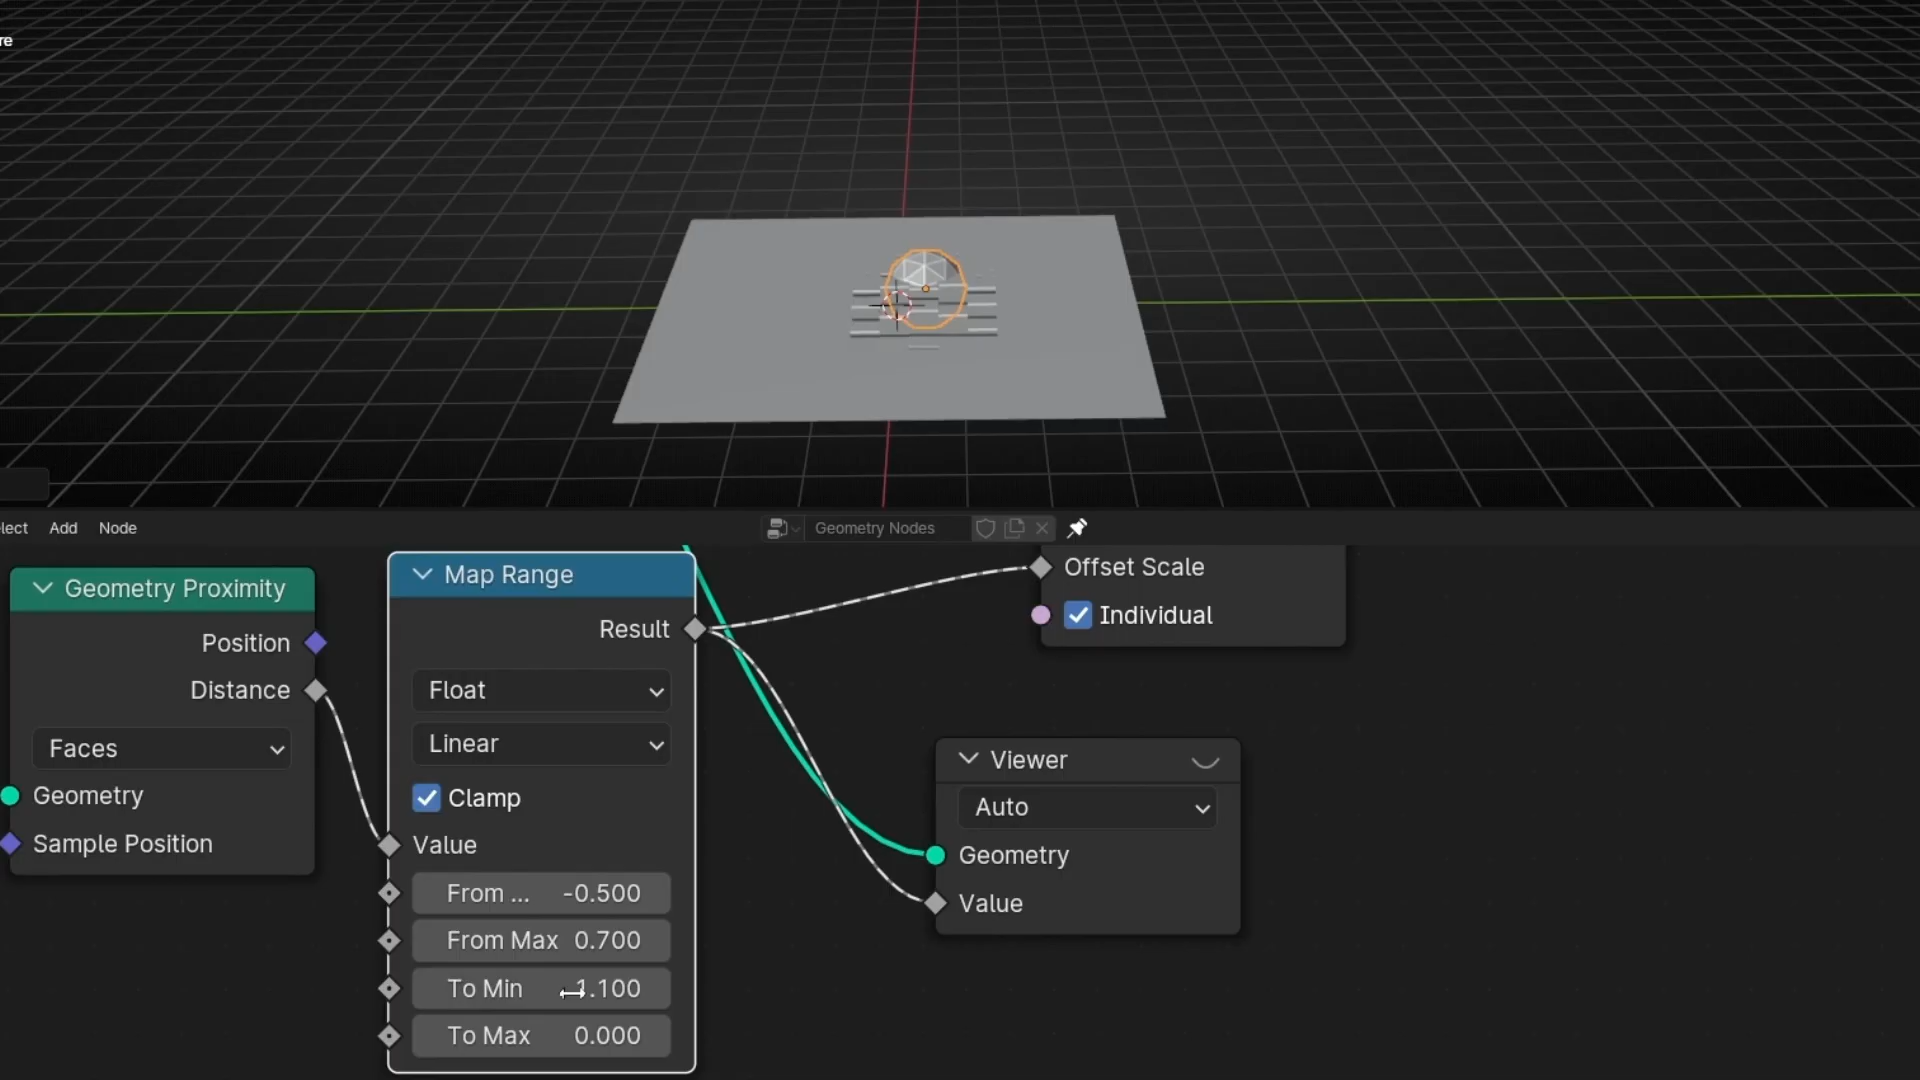 re
lect Add Node Geometry Nodes
Geometry Proximity
Position
Distance
Faces
Geometry
Sample Position
Map Range
Result
Float
Linear
Clamp
Value
From ... -0.500
From Max 0.700
To Min 1.100
To Max 0.000
Offset Scale
Individual
Viewer
Auto
Geometry
Value